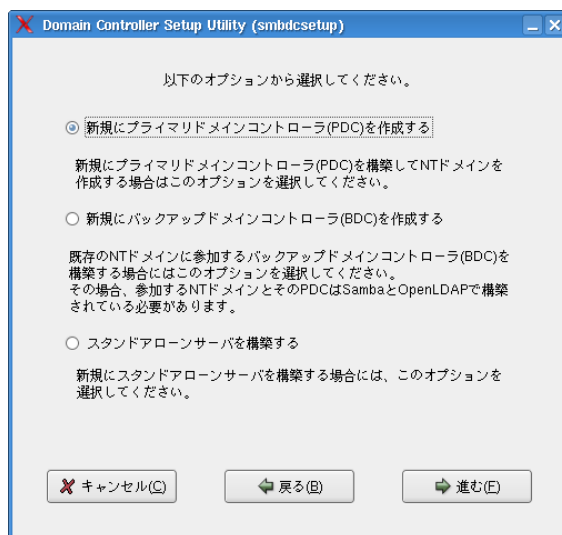 Domain Controller Setup Utility (smbdcsetup)
以下のオプションから選択してください。
新規にプライマリドメインコントローラ(PDC)を作成する
新規にプライマリドメインコントローラ(PDC)を構築してNTドメインを
作成する場合はこのオプションを選択してください。
新規にバックアップドメインコントローラ(BDC)を作成する
既存のNTドメインに参加するバックアップドメインコントローラ(BDC)を
構築する場合にはこのオプションを選択してください。
その場合、参加するNTドメインとそのPDCはSambaとOpenLDAPで構築
されている必要があります。
スタンドアローンサーバを構築する
新規にスタンドアローンサーバを構築する場合には、このオプションを
選択してください。
キャンセル(C)
戻る(B)
進む(F)